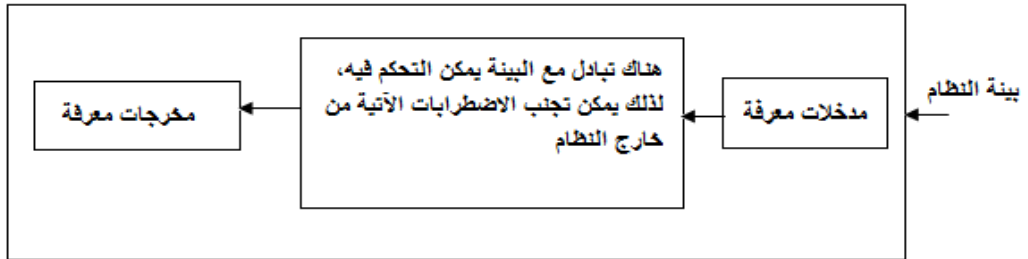 بيئة النظام
مدخلات معرفة
هناك تبادل مع البيئة يمكن التحكم فيه،
لذلك يمكن تجنب الاضطرابات الآتية من
خارج النظام
مخرجات معرفة